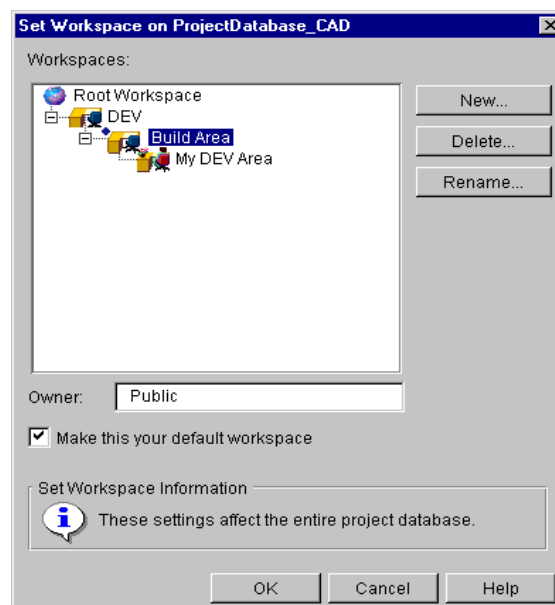 Set Workspace on ProjectDatabase_CAD
Workspaces:
Root Workspace
DEV
Build Area
My DEV Area
New...
Delete...
Rename...
Owner: Public
Make this your default workspace
Set Workspace Information
These settings affect the entire project database.
OK Cancel Help